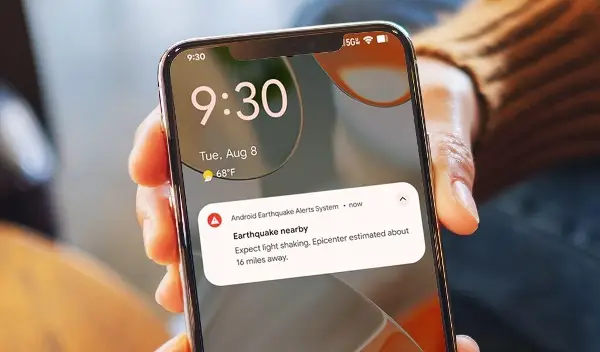 9:30
5G
9:30
Tue, Aug 8
68°F
Android Earthquake Alerts System • now
Earthquake nearby
Expect light shaking. Epicenter estimated about
16 miles away.